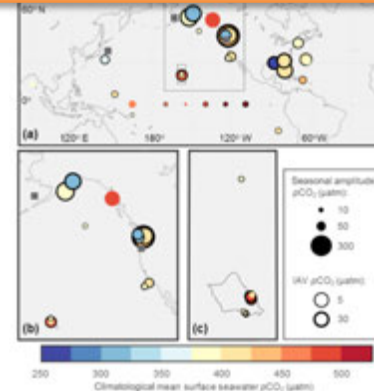 60°N
0°
(a)
120°E 180° 120°W 60°W
(b)
(c)
Seasonal amplitude
pCO₂ (µatm)
10
50
300
IAV pCO₂ (µatm)
5
30
250 300 350 400 450 500
Climatological mean surface seawater pCO₂ (µatm)